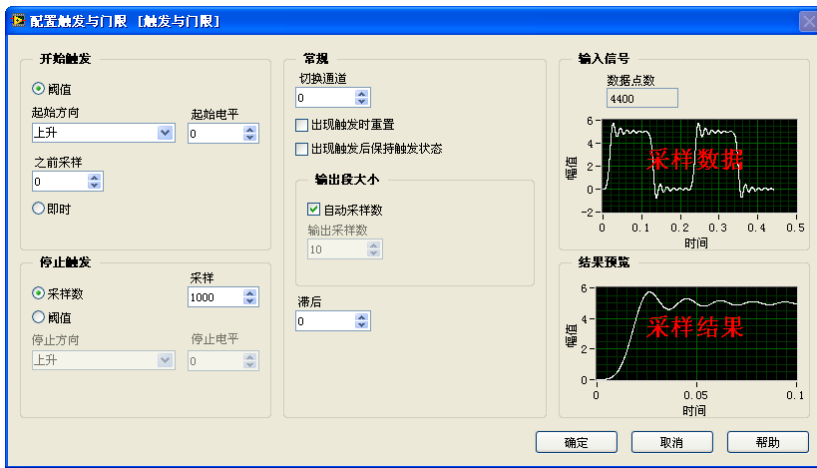 配置触发与门限 [触发与门限]
开始触发
阈值
起始方向
起始电平
上升
0
之前采样
0
即时
停止触发
采样数
采样
1000
阈值
停止方向
停止电平
上升
0
常规
切换通道
0
出现触发时重置
出现触发后保持触发状态
输出段大小
自动采样数
输出采样数
10
滞后
0
输入信号
数据点数
4400
幅值
6
4
2
0
-2
采样数据
0 0.1 0.2 0.3 0.4 0.5
时间
结果预览
幅值
6
4
2
0
采样结果
0 0.05 0.1
时间
确定 取消 帮助